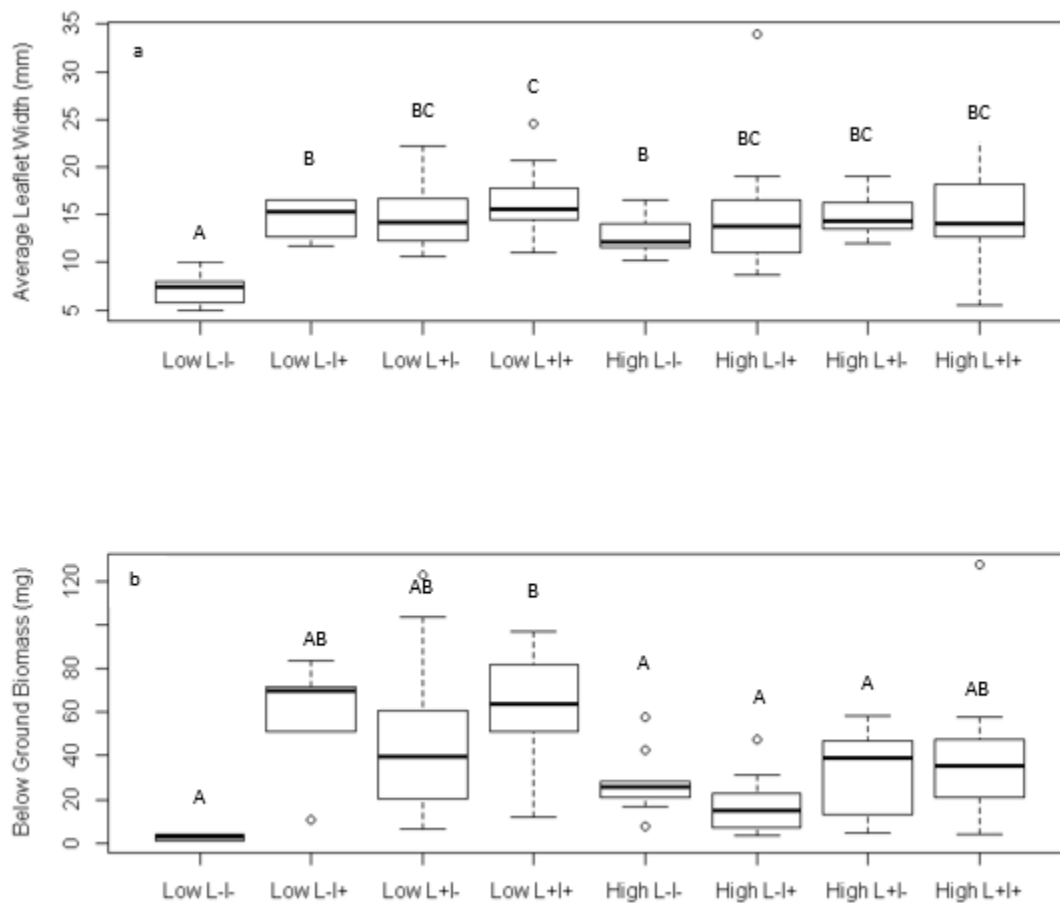 a
Average Leaflet Width (mm)
35
30
25
20
15
10
5
A B BC C B BC BC BC
Low L-I- Low L-I+ Low L+I- Low L+I+ High L-I- High L-I+ High L+I- High L+I+
b
Below Ground Biomass (mg)
120
80
60
40
20
0
A AB AB B A A A AB
Low L-I- Low L-I+ Low L+I- Low L+I+ High L-I- High L-I+ High L+I- High L+I+